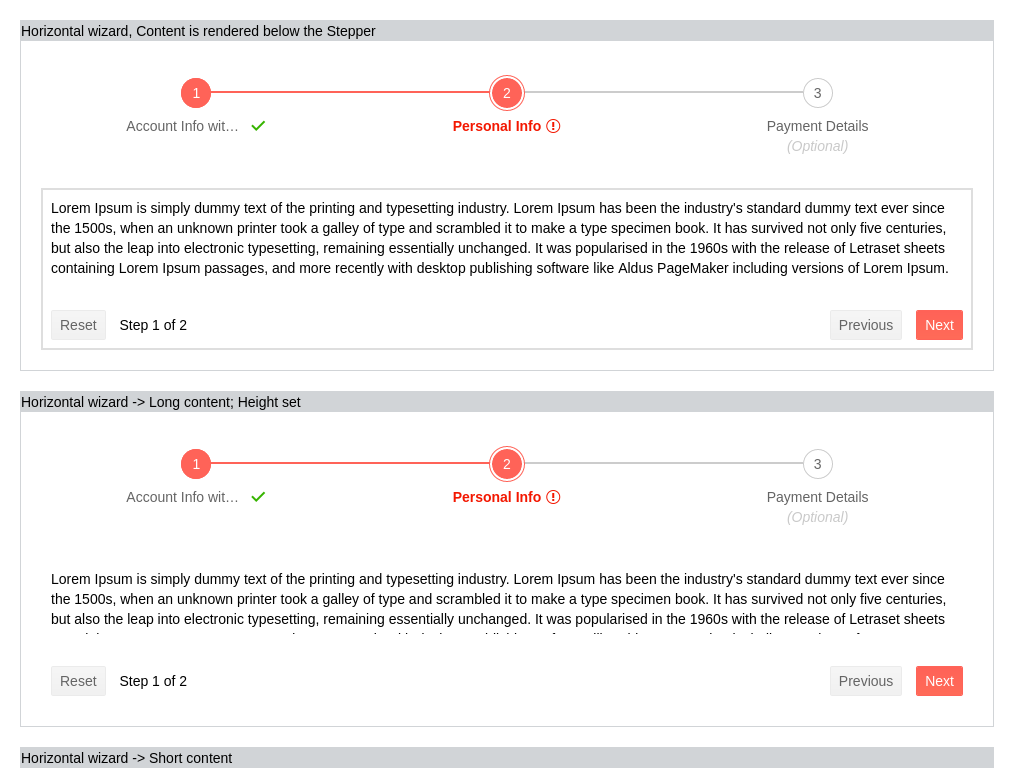 Horizontal wizard, Content is rendered below the Stepper
1 2 3
Account Info wit… Personal Info Payment Details
(Optional)
Lorem Ipsum is simply dummy text of the printing and typesetting industry. Lorem Ipsum has been the industry's standard dummy text ever since
the 1500s, when an unknown printer took a galley of type and scrambled it to make a type specimen book. It has survived not only five centuries,
but also the leap into electronic typesetting, remaining essentially unchanged. It was popularised in the 1960s with the release of Letraset sheets
containing Lorem Ipsum passages, and more recently with desktop publishing software like Aldus PageMaker including versions of Lorem Ipsum.
Reset Step 1 of 2 Previous Next
Horizontal wizard -> Long content; Height set
1 2 3
Account Info wit… Personal Info Payment Details
(Optional)
Lorem Ipsum is simply dummy text of the printing and typesetting industry. Lorem Ipsum has been the industry's standard dummy text ever since
the 1500s, when an unknown printer took a galley of type and scrambled it to make a type specimen book. It has survived not only five centuries,
but also the leap into electronic typesetting, remaining essentially unchanged. It was popularised in the 1960s with the release of Letraset sheets
Reset Step 1 of 2 Previous Next
Horizontal wizard -> Short content